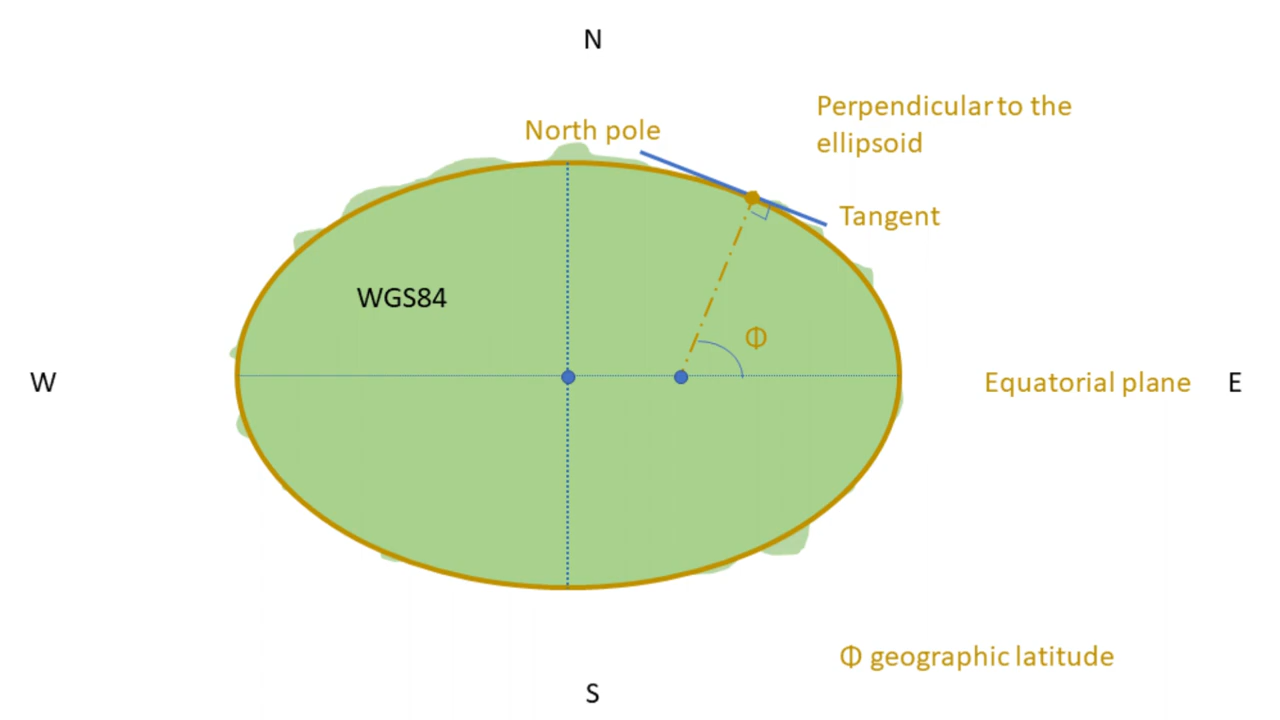 N
Perpendicular to the
ellipsoid
North pole
Tangent
WGS84
Φ
W
Equatorial plane
E
Φ geographic latitude
S